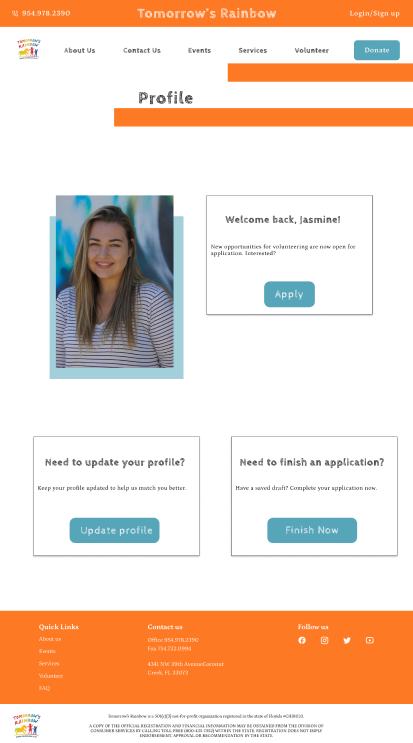 954.978.2390
Tomorrow's Rainbow
Login/Sign up
TOMORROW'S
RAINBOW
About Us
Contact Us
Events
Services
Volunteer
Donate
Profile
Welcome back, Jasmine!
New opportunities for volunteering are now open for
application. Interested?
Apply
Need to update your profile?
Keep your profile updated to help us match you better.
Update profile
Need to finish an application?
Have a saved draft? Complete your application now.
Finish Now
Quick Links
About us
Events
Services
Volunteer
FAQ
Contact us
Office 954.978.2390
Fax 754.732.0994
4341 NW 39th AvenueCoconut
Creek, FL 33073
Follow us
TOMORROW'S
RAINBOW
Tomorrow's Rainbow is a 501(c)(3) not-for-profit organization registered in the state of Florida
A COPY OF THE OFFICIAL REGISTRATION AND FINANCIAL INFORMATION MAY BE OBTAINED FROM THE DIVISION OF
CONSUMER SERVICES BY CALLING TOLL-FREE (800-435-7352) WITHIN THE STATE. REGISTRATION DOES NOT IMPLY
ENDORSEMENT, APPROVAL OR RECOMMENDATION BY THE STATE.